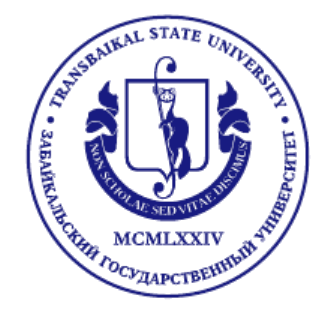 TRANSBAIKAL STATE UNIVERSITY
NON SCHOLAE SED VITAE DISCIMUS
MCMLXXIV
ЗАБАЙКАЛЬСКИЙ ГОСУДАРСТВЕННЫЙ УНИВЕРСИТЕТ